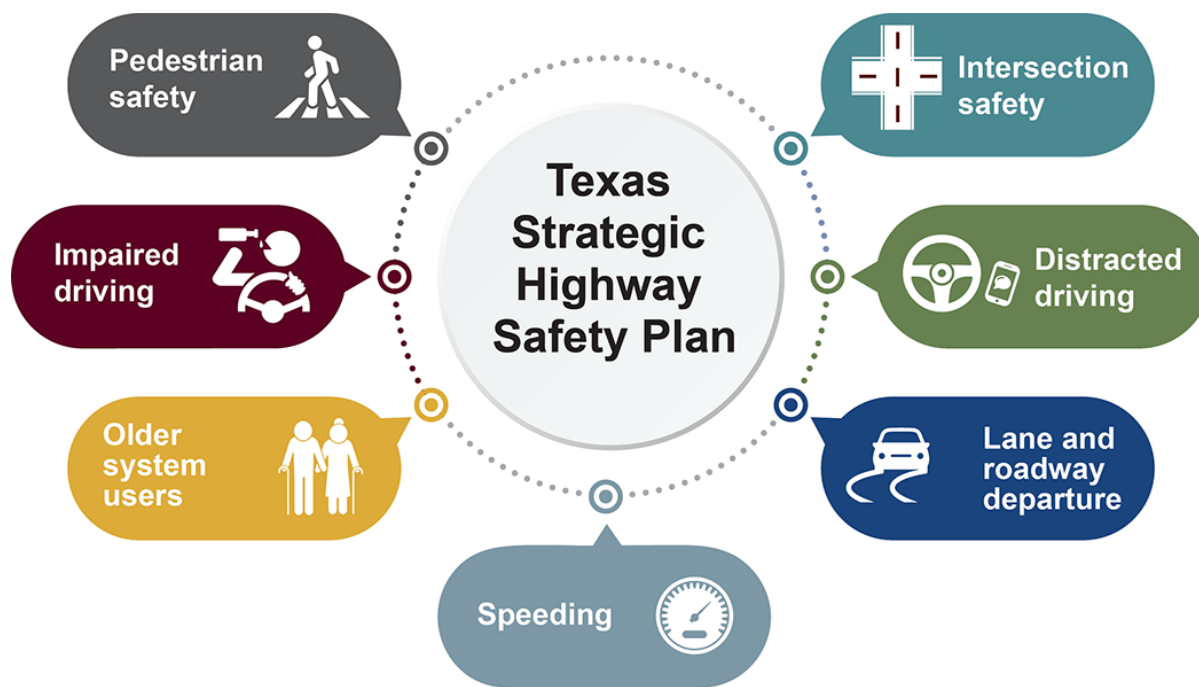 Pedestrian
safety
Intersection
safety
Texas
Strategic
Highway
Safety Plan
Impaired
driving
Distracted
driving
Older
system
users
Lane and
roadway
departure
Speeding